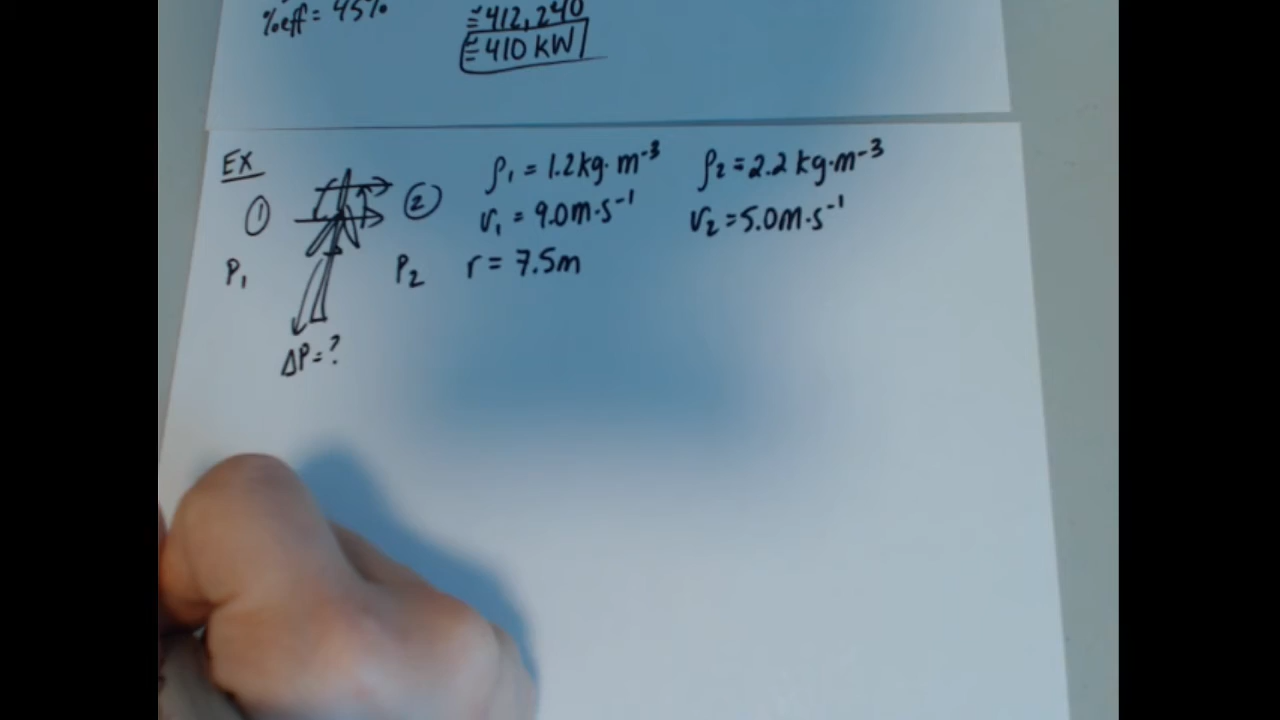 %eff = 45%
≅ 412,240
≅ 410 kW
EX
① ② ρ₁ = 1.2 kg·m⁻³ ρ₂ = 2.2 kg·m⁻³
v₁ = 9.0 m·s⁻¹ v₂ = 5.0 m·s⁻¹
P₁ P₂ r = 7.5m
ΔP = ?